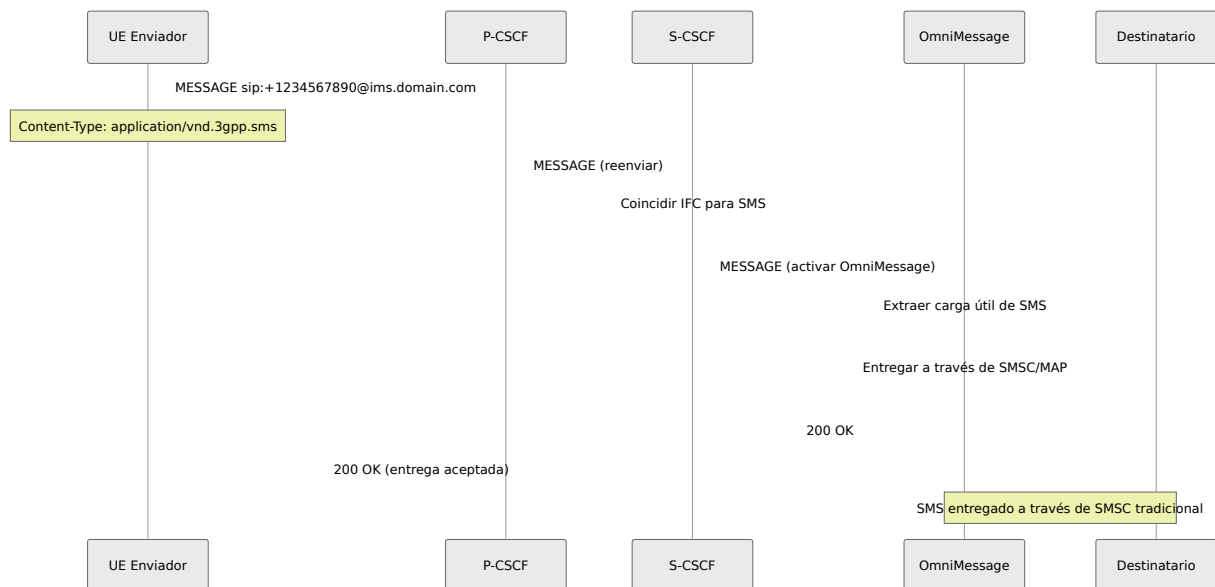 UE Enviador
P-CSCF
S-CSCF
OmniMessage
Destinatario
MESSAGE sip:+1234567890@ims.domain.com
Content-Type: application/vnd.3gpp.sms
MESSAGE (reenviar)
Coincidir IFC para SMS
MESSAGE (activar OmniMessage)
Extraer carga útil de SMS
Entregar a través de SMSC/MAP
200 OK
200 OK (entrega aceptada)
SMS entregado a través de SMSC tradicional
UE Enviador
P-CSCF
S-CSCF
OmniMessage
Destinatario